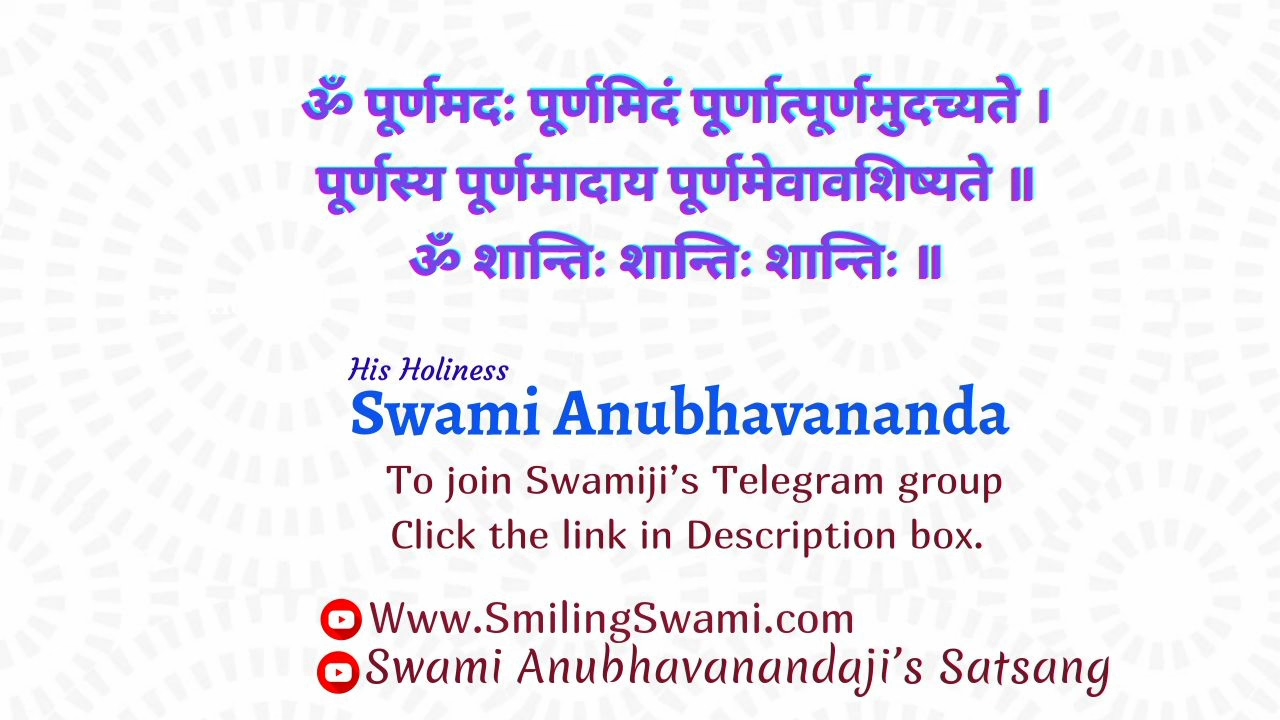 ॐ पूर्णमदः पूर्णमिदं पूर्णात्पूर्णमुदच्यते ।
पूर्णस्य पूर्णमादाय पूर्णमेवावशिष्यते ॥
ॐ शान्तिः शान्तिः शान्तिः ॥
His Holiness
Swami Anubhavananda
To join Swamiji's Telegram group
Click the link in Description box.
Www.SmilingSwami.com
Swami Anubhavanandaji's Satsang